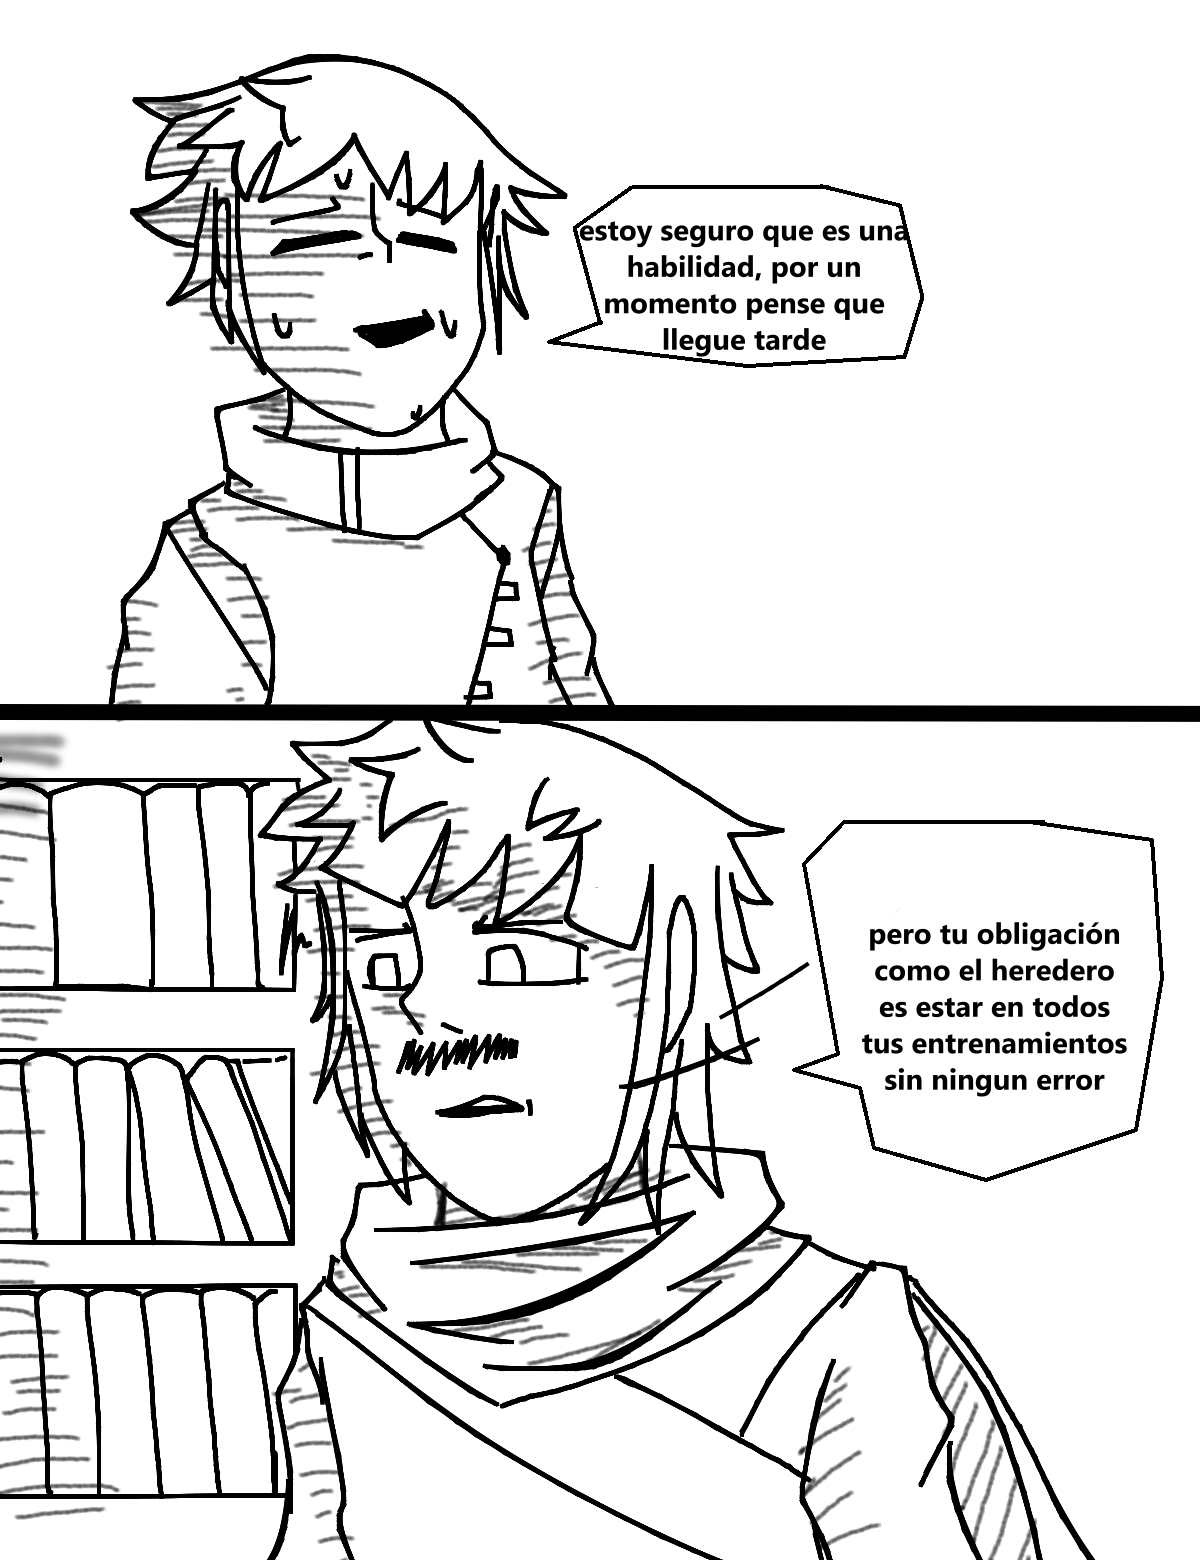 estoy seguro que es una
habilidad, por un
momento pense que
llegue tarde
pero tu obligación
como el heredero
es estar en todos
tus entrenamientos
sin ningun error